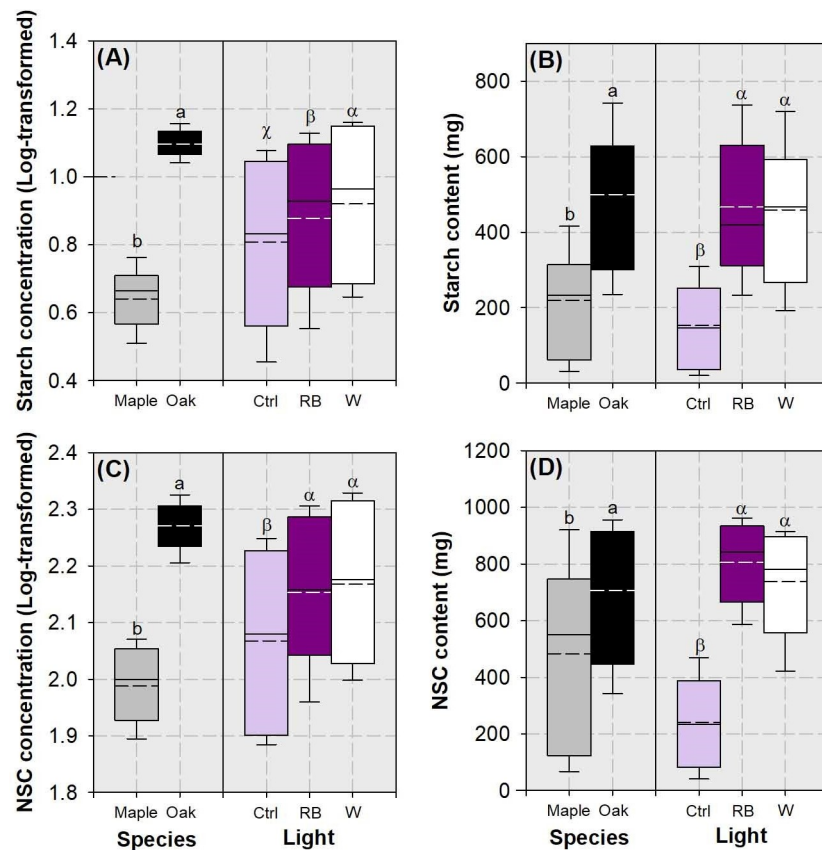 Starch concentration (Log-transformed)
(A)
1.4
1.2
1.0
0.8
0.6
0.4
b
a
χ
β
α
Maple Oak Ctrl RB W
Starch content (mg)
(B)
800
600
400
200
0
b
a
β
α
α
Maple Oak Ctrl RB W
NSC concentration (Log-transformed)
(C)
2.4
2.3
2.2
2.1
2.0
1.9
1.8
b
a
β
α
α
Maple Oak Ctrl RB W
Species Light
NSC content (mg)
(D)
1200
1000
800
600
400
200
0
b
a
β
α
α
Maple Oak Ctrl RB W
Species Light